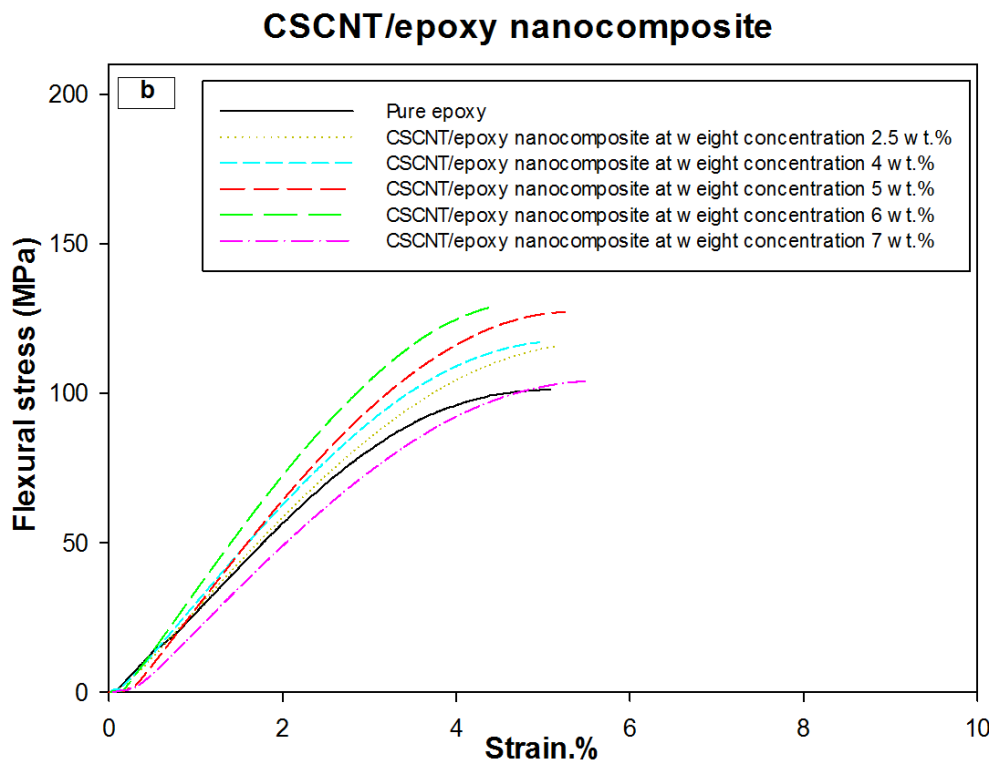 CSCNT/epoxy nanocomposite
b
Pure epoxy
CSCNT/epoxy nanocomposite at w eight concentration 2.5 w t.%
CSCNT/epoxy nanocomposite at w eight concentration 4 w t.%
CSCNT/epoxy nanocomposite at w eight concentration 5 w t.%
CSCNT/epoxy nanocomposite at w eight concentration 6 w t.%
CSCNT/epoxy nanocomposite at w eight concentration 7 w t.%
Flexural stress (MPa)
200
150
100
50
0
0 2 4 6 8 10
Strain.%